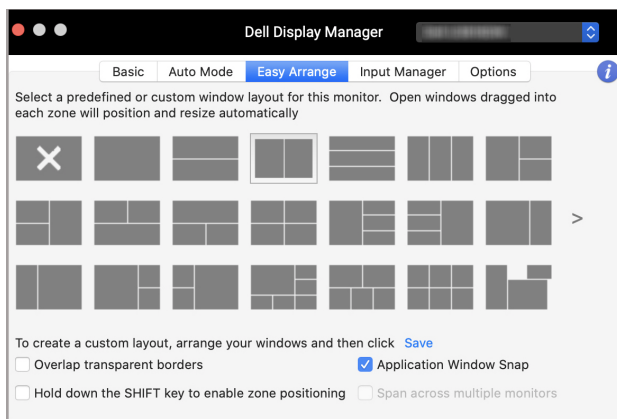 Dell Display Manager
Basic Auto Mode Easy Arrange Input Manager Options
Select a predefined or custom window layout for this monitor. Open windows dragged into
each zone will position and resize automatically
To create a custom layout, arrange your windows and then click Save
Overlap transparent borders Application Window Snap
Hold down the SHIFT key to enable zone positioning Span across multiple monitors